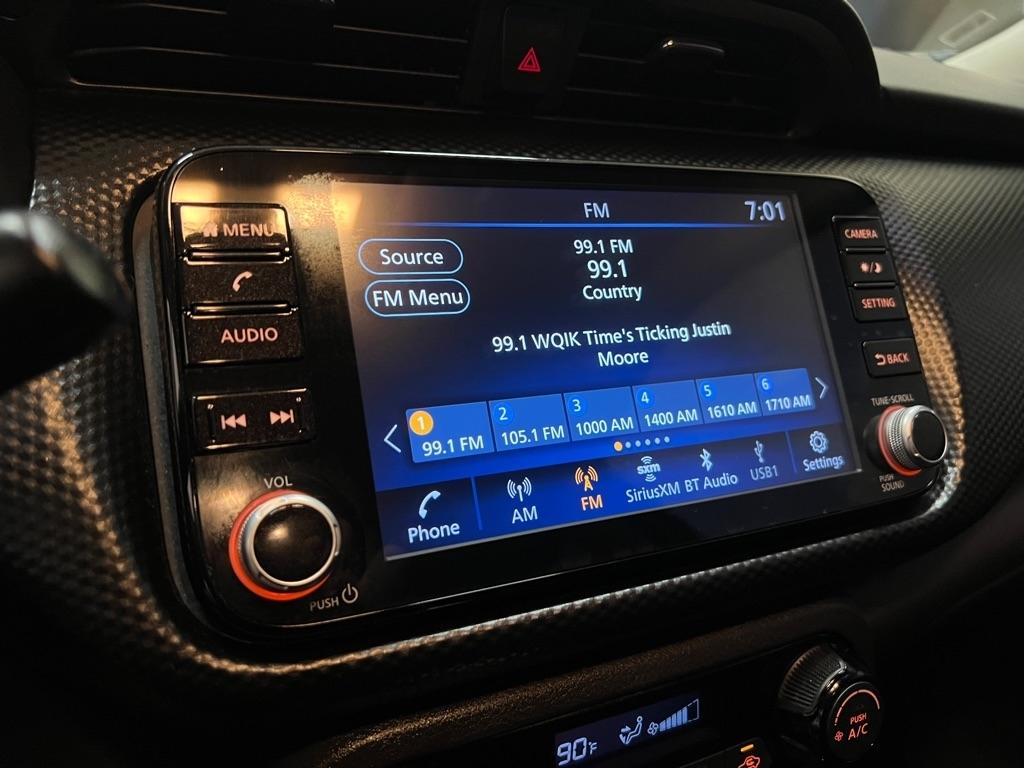 FM
7:01
MENU
AUDIO
VOL
PUSH
Source
FM Menu
99.1 FM
99.1
Country
99.1 WQIK Time's Ticking Justin
Moore
1 2 3 4 5 6
99.1 FM 105.1 FM 1000 AM 1400 AM 1610 AM 1710 AM
Phone AM FM SiriusXM BT Audio USB1 Settings
sxm
A
CAMERA
SETTING
BACK
TUNE·SCROLL
PUSH
SOUND
90°F
PUSH
A/C